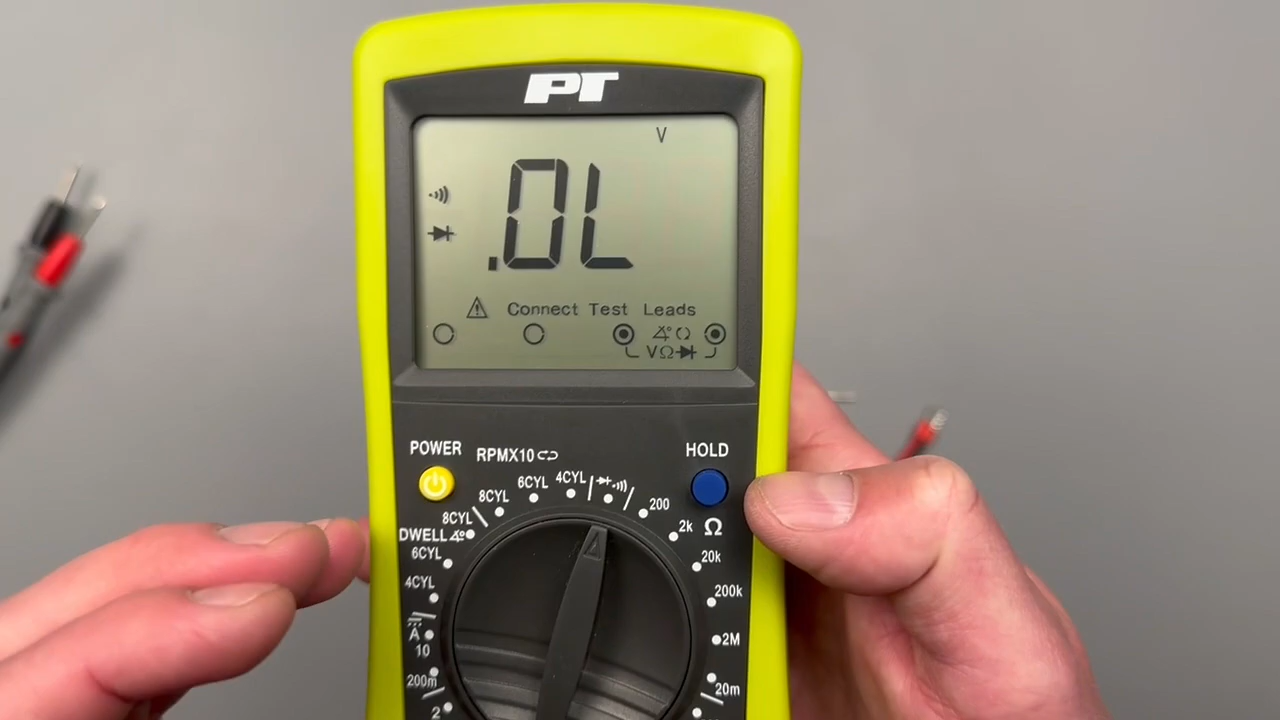 PT
V
.0L
Connect Test Leads
VΩ
POWER
RPMX10
HOLD
8CYL
6CYL
4CYL
200
8CYL
2k
Ω
DWELL
6CYL
20k
4CYL
200k
A
10
2M
200m
20m
2